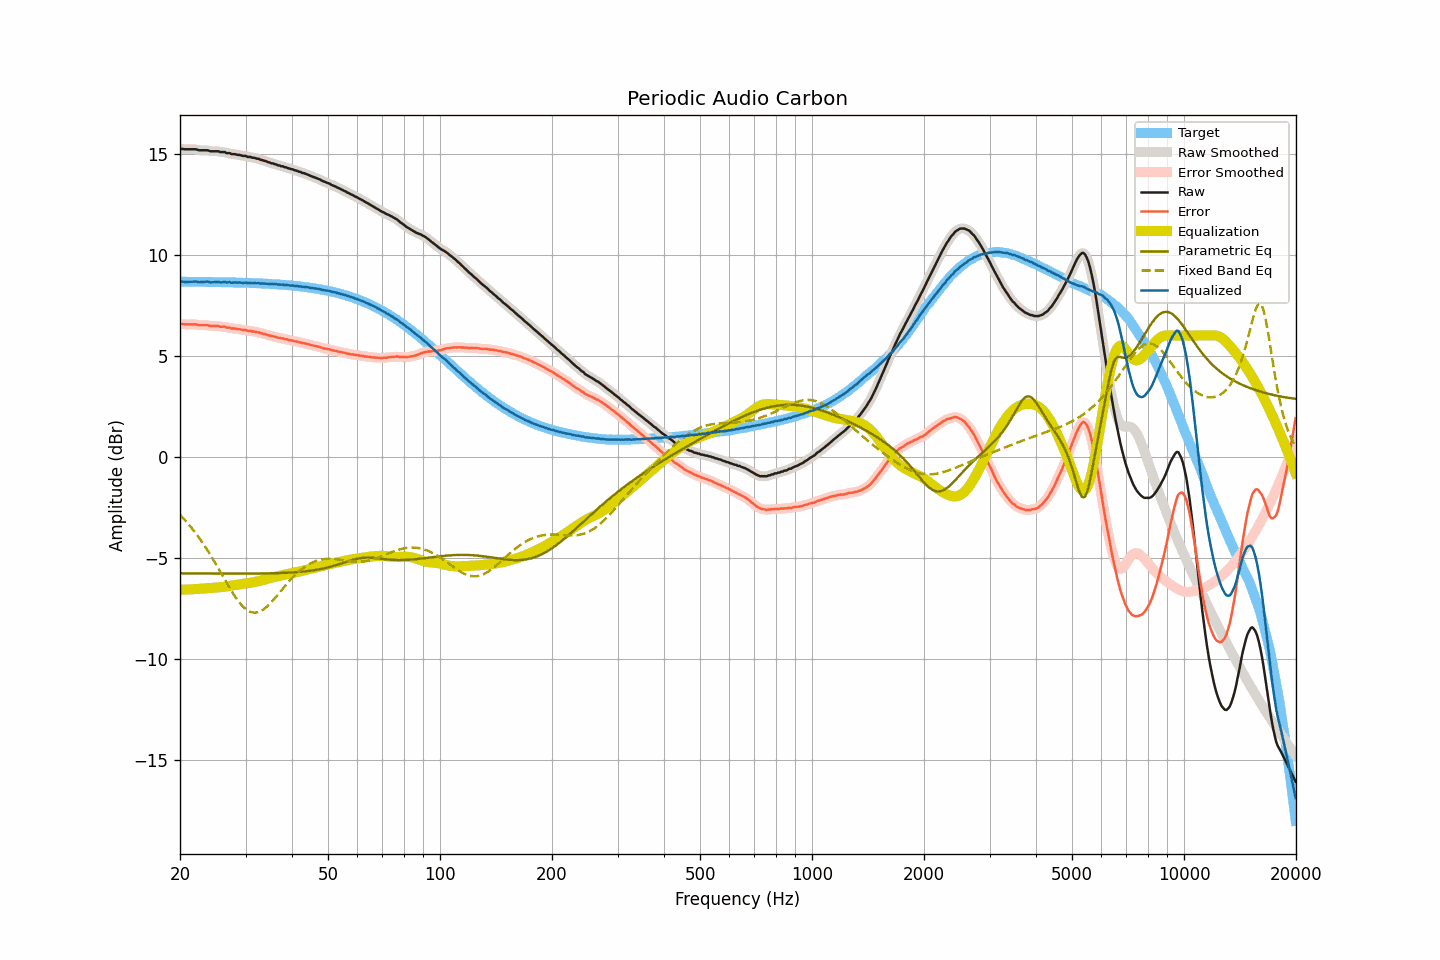 Periodic Audio Carbon
Target
Raw Smoothed
Error Smoothed
Raw
Error
Equalization
Parametric Eq
Fixed Band Eq
Equalized
15
10
5
0
−5
−10
−15
Amplitude (dBr)
20 50 100 200 500 1000 2000 5000 10000 20000
Frequency (Hz)